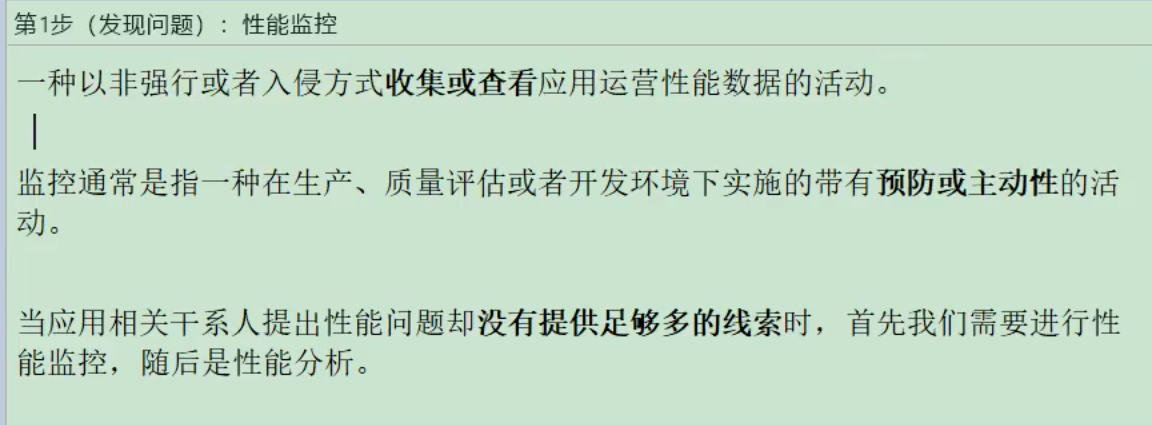 第1步（发现问题）：性能监控
一种以非强行或者入侵方式收集或查看应用运营性能数据的活动。
监控通常是指一种在生产、质量评估或者开发环境下实施的带有预防或主动性的活
动。
当应用相关干系人提出性能问题却没有提供足够多的线索时，首先我们需要进行性
能监控，随后是性能分析。